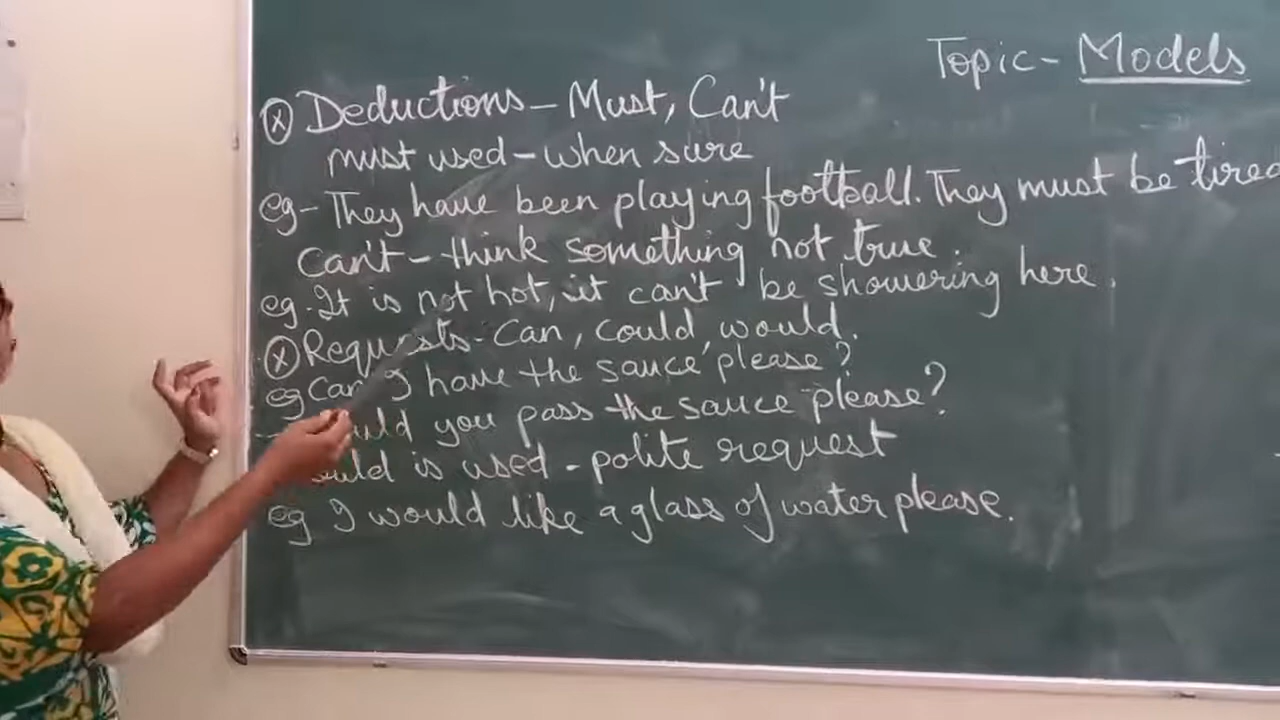 Topic - Models
Ⓧ Deductions - Must, Can't
must used - when sure
eg - They have been playing football. They must be tired
Can't - think something not true.
eg. It is not hot, it can't be showering here.
Ⓧ Requests - Can, Could, would.
eg Can I have the sauce please?
you pass the sauce please?
is used - polite request
eg I would like a glass of water please.